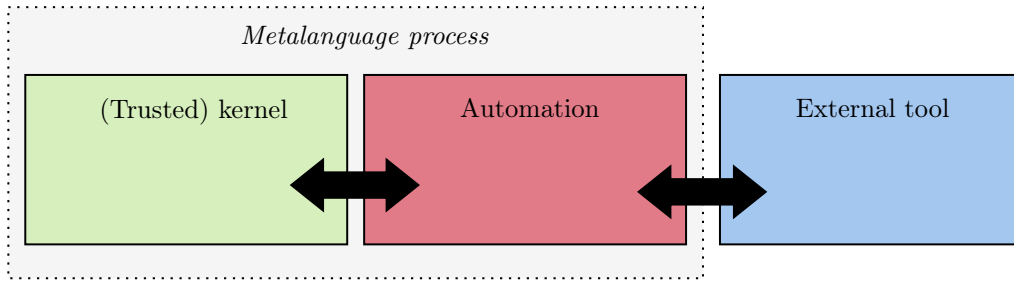 Metalanguage process
(Trusted) kernel
Automation
External tool